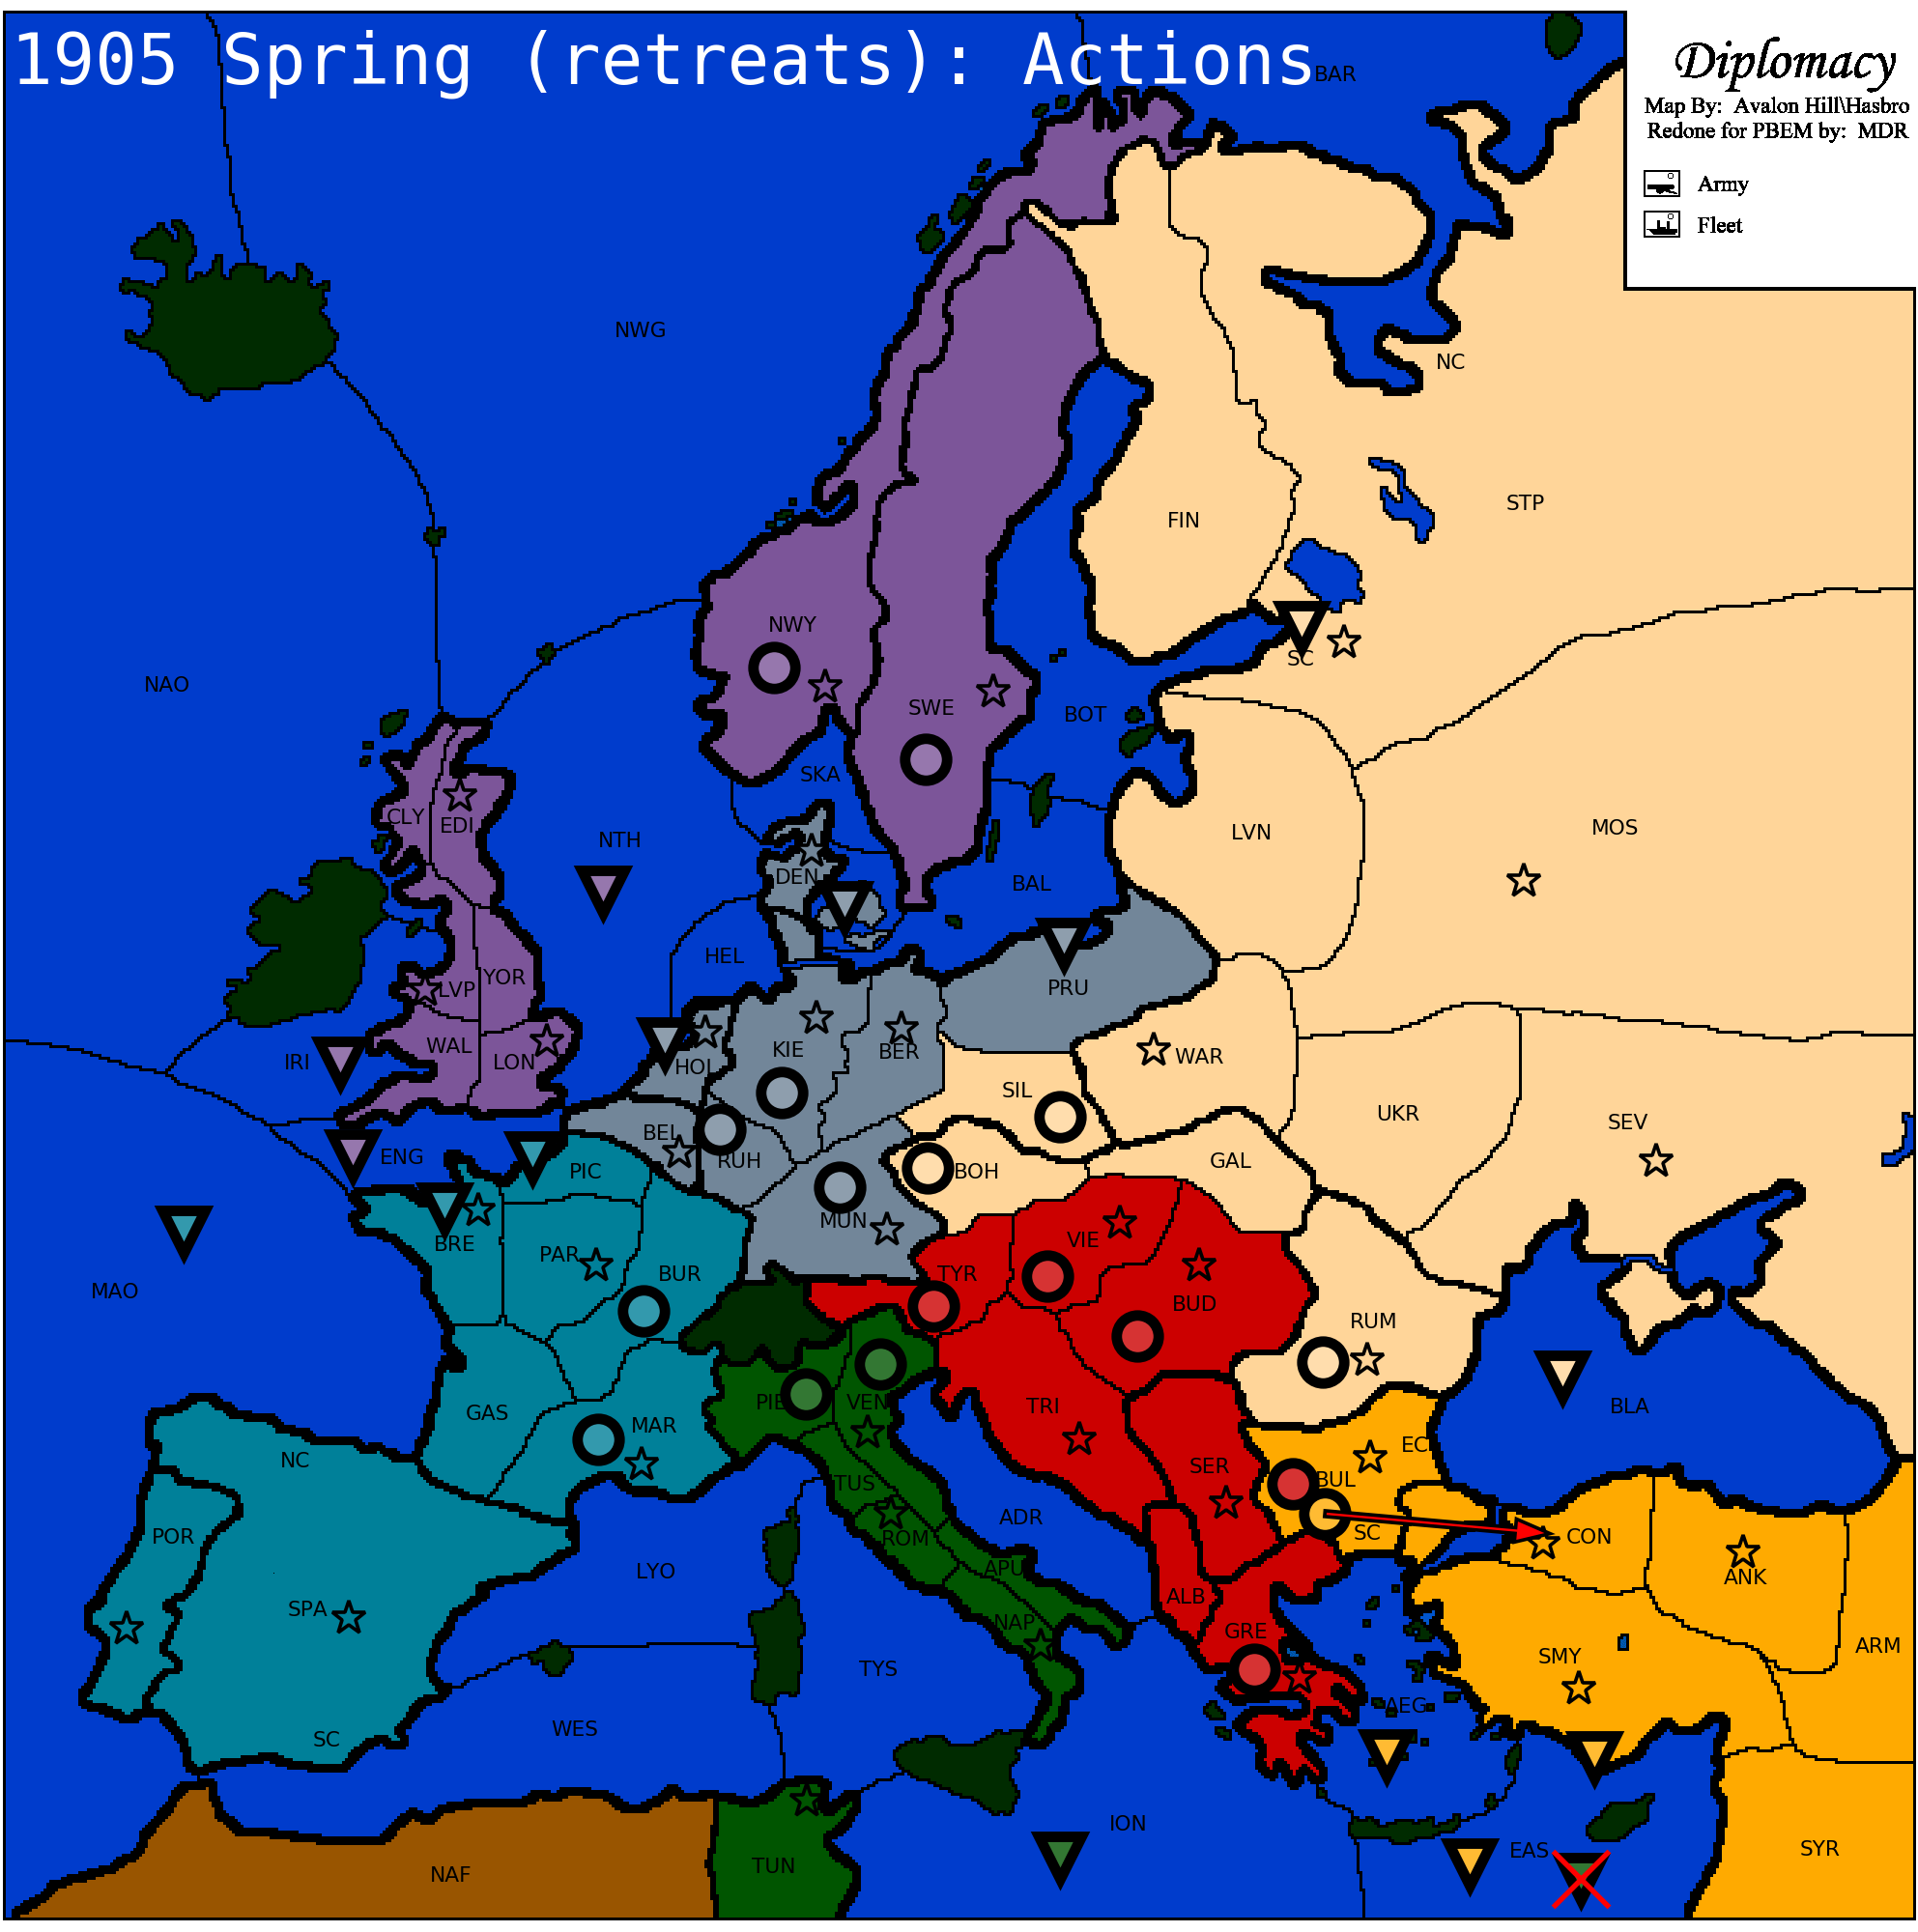 1905 Spring (retreats): Actions
BAR
Diplomacy
Map By: Avalon Hill\Hasbro
Redone for PBEM by: MDR
Army
Fleet
NWG
NC
STP
FIN
NAO
NWY
SC
SWE
BOT
SKA
CLY
EDI
NTH
LVN
MOS
DEN
BAL
HEL
YOR
LVP
PRU
IRI
WAL
LON
HOL
KIE
BER
WAR
SIL
UKR
SEV
BEL
ENG
PIC
RUH
BOH
GAL
MUN
MAO
BRE
PAR
BUR
TYR
VIE
BUD
RUM
BLA
GAS
MAR
PIE
VEN
TRI
NC
EC
SER
BUL
TUS
POR
ROM
ADR
SC
CON
LYO
APU
ANK
ALB
SPA
NAP
GRE
SMY
ARM
TYS
AEG
SC
WES
ION
EAS
SYR
NAF
TUN